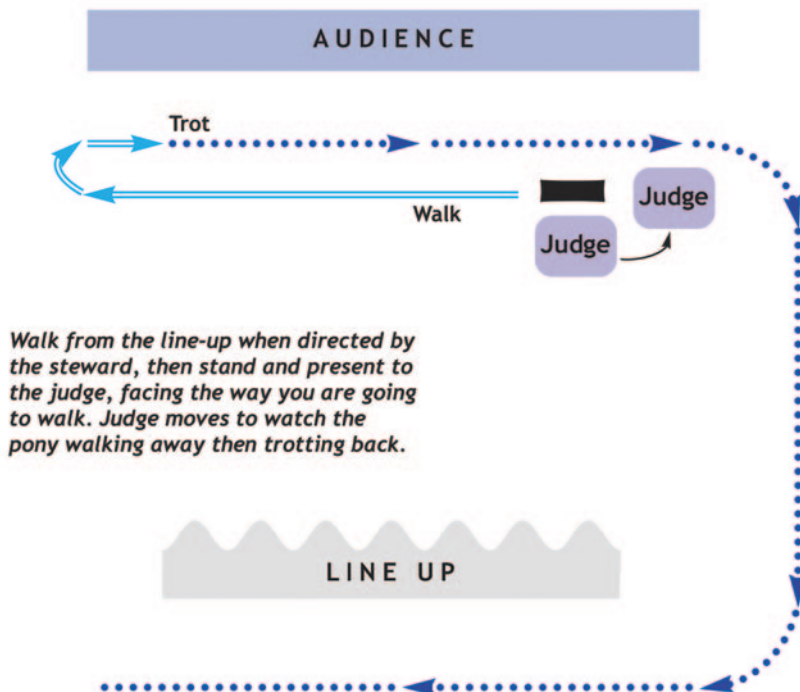 AUDIENCE
Trot
Walk
Judge
Judge
Walk from the line-up when directed by
the steward, then stand and present to
the judge, facing the way you are going
to walk. Judge moves to watch the
pony walking away then trotting back.
LINE UP